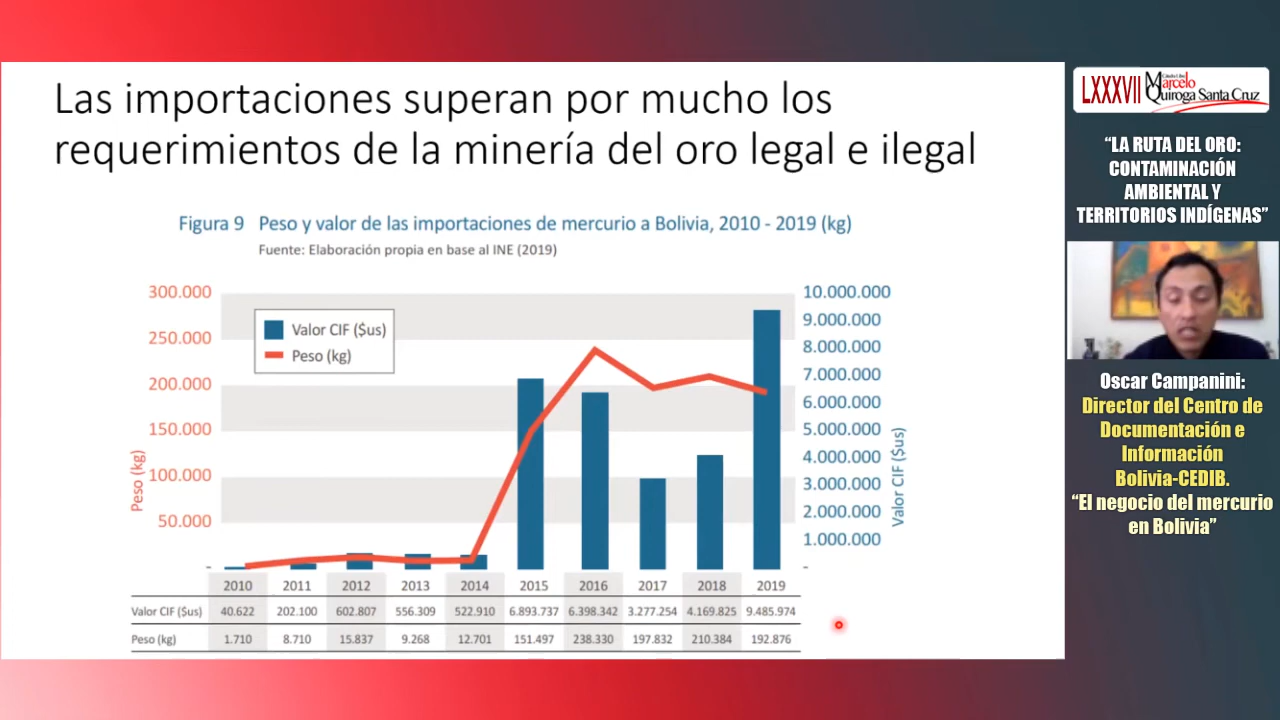 Las importaciones superan por mucho los
requerimientos de la minería del oro legal e ilegal
Figura 9 Peso y valor de las importaciones de mercurio a Bolivia, 2010 - 2019 (kg)
Fuente: Elaboración propia en base al INE (2019)
300.000
250.000
200.000
150.000
100.000
50.000
-
Peso (kg)
Valor CIF ($us)
Peso (kg)
10.000.000
9.000.000
8.000.000
7.000.000
6.000.000
5.000.000
4.000.000
3.000.000
2.000.000
1.000.000
-
Valor CIF ($us)
2010 2011 2012 2013 2014 2015 2016 2017 2018 2019
Valor CIF ($us) 40.622 202.100 602.807 556.309 522.910 6.893.737 6.398.342 3.277.254 4.169.825 9.485.974
Peso (kg) 1.710 8.710 15.837 9.268 12.701 151.497 238.330 197.832 210.384 192.876
LXXXVII Cátedra Libre
Marcelo
Quiroga Santa Cruz
“LA RUTA DEL ORO:
CONTAMINACIÓN
AMBIENTAL Y
TERRITORIOS INDÍGENAS”
Oscar Campanini:
Director del Centro de
Documentación e
Información
Bolivia-CEDIB.
“El negocio del mercurio
en Bolivia”